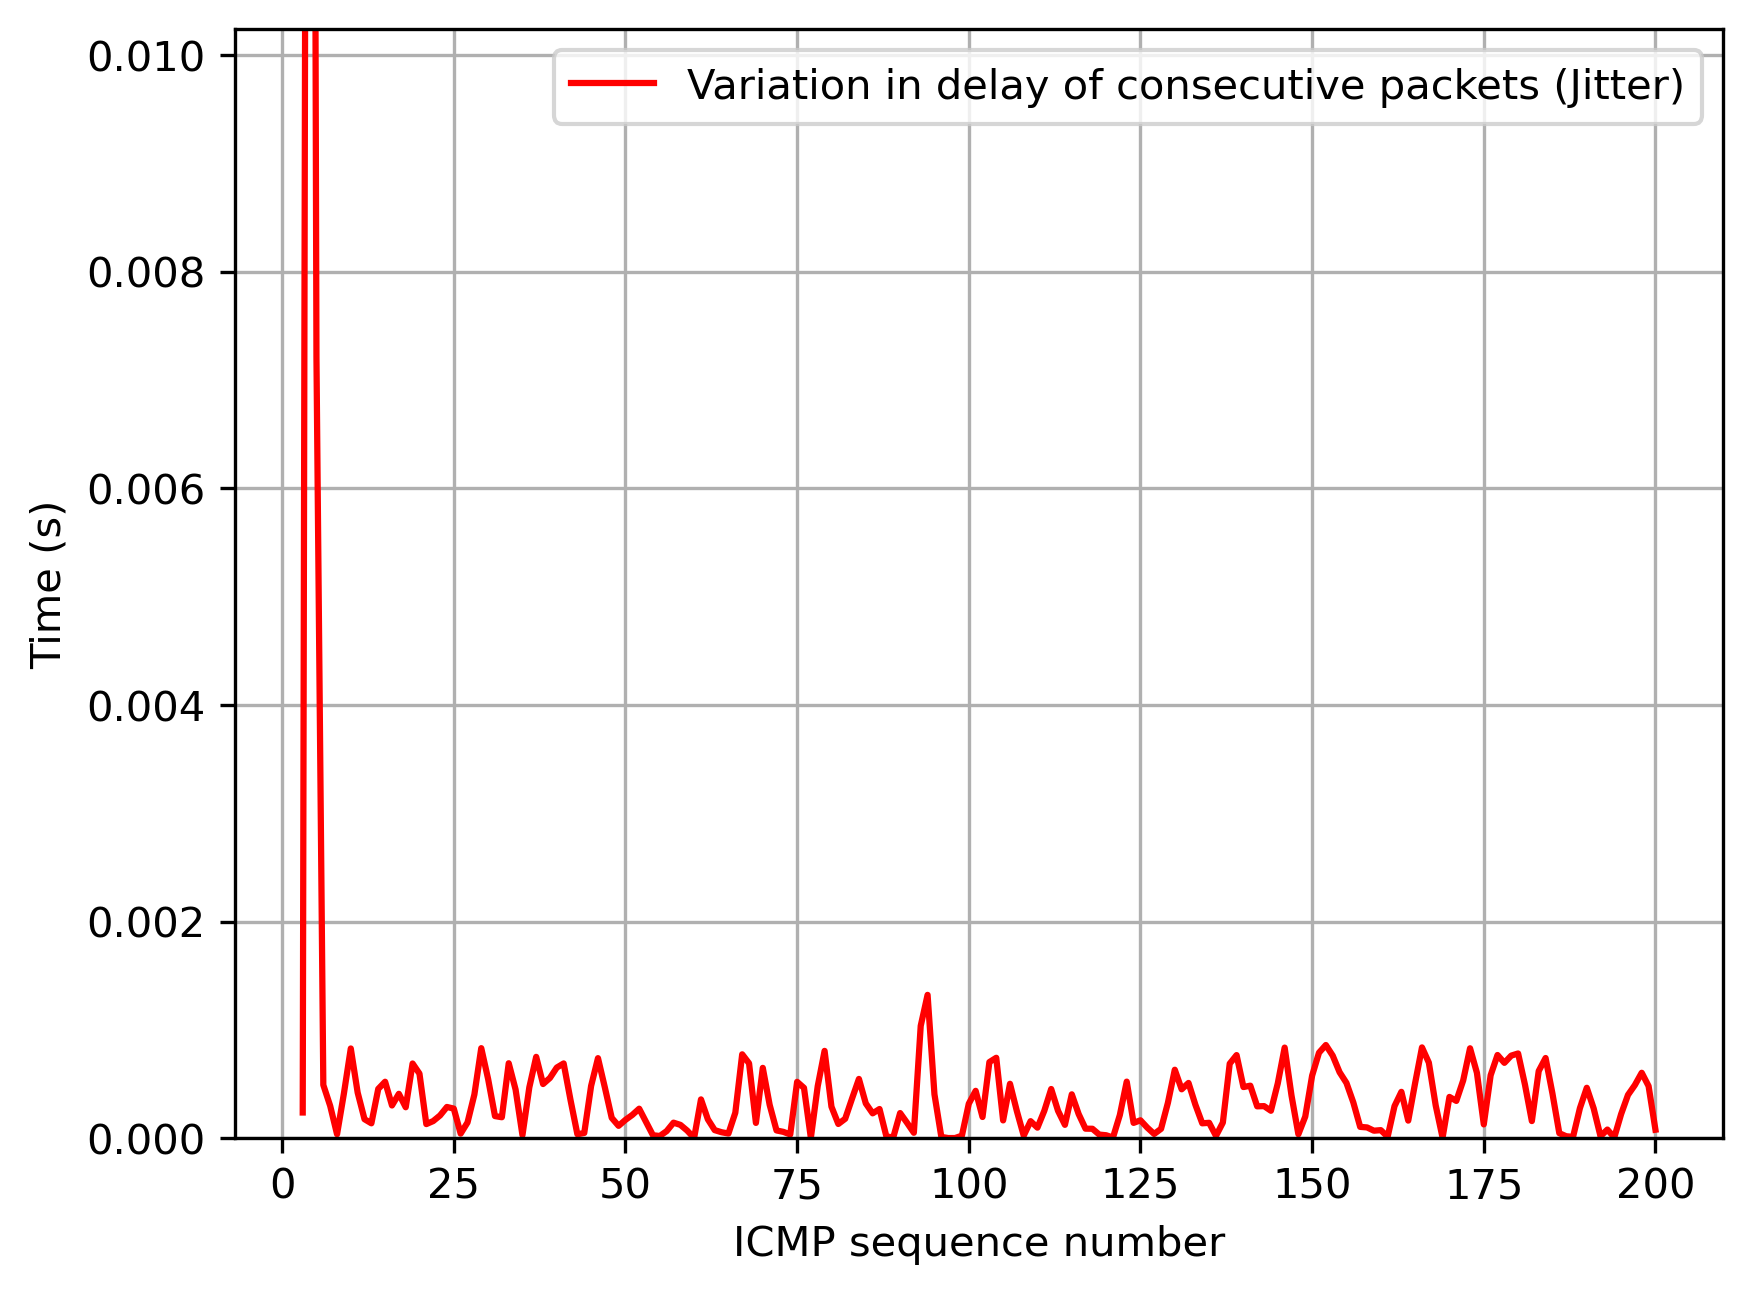 Variation in delay of consecutive packets (Jitter)
0.010
0.008
0.006
0.004
0.002
0.000
Time (s)
0 25 50 75 100 125 150 175 200
ICMP sequence number